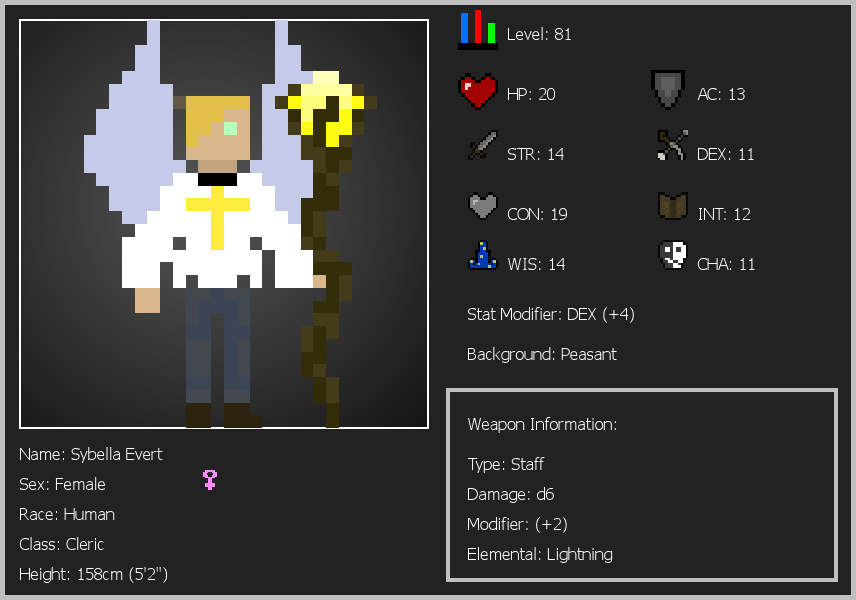 Level: 81
HP: 20
AC: 13
STR: 14
DEX: 11
CON: 19
INT: 12
WIS: 14
CHA: 11
Stat Modifier: DEX (+4)
Background: Peasant
Weapon Information:
Type: Staff
Damage: d6
Modifier: (+2)
Elemental: Lightning
Name: Sybella Evert
Sex: Female
Race: Human
Class: Cleric
Height: 158cm (5'2")